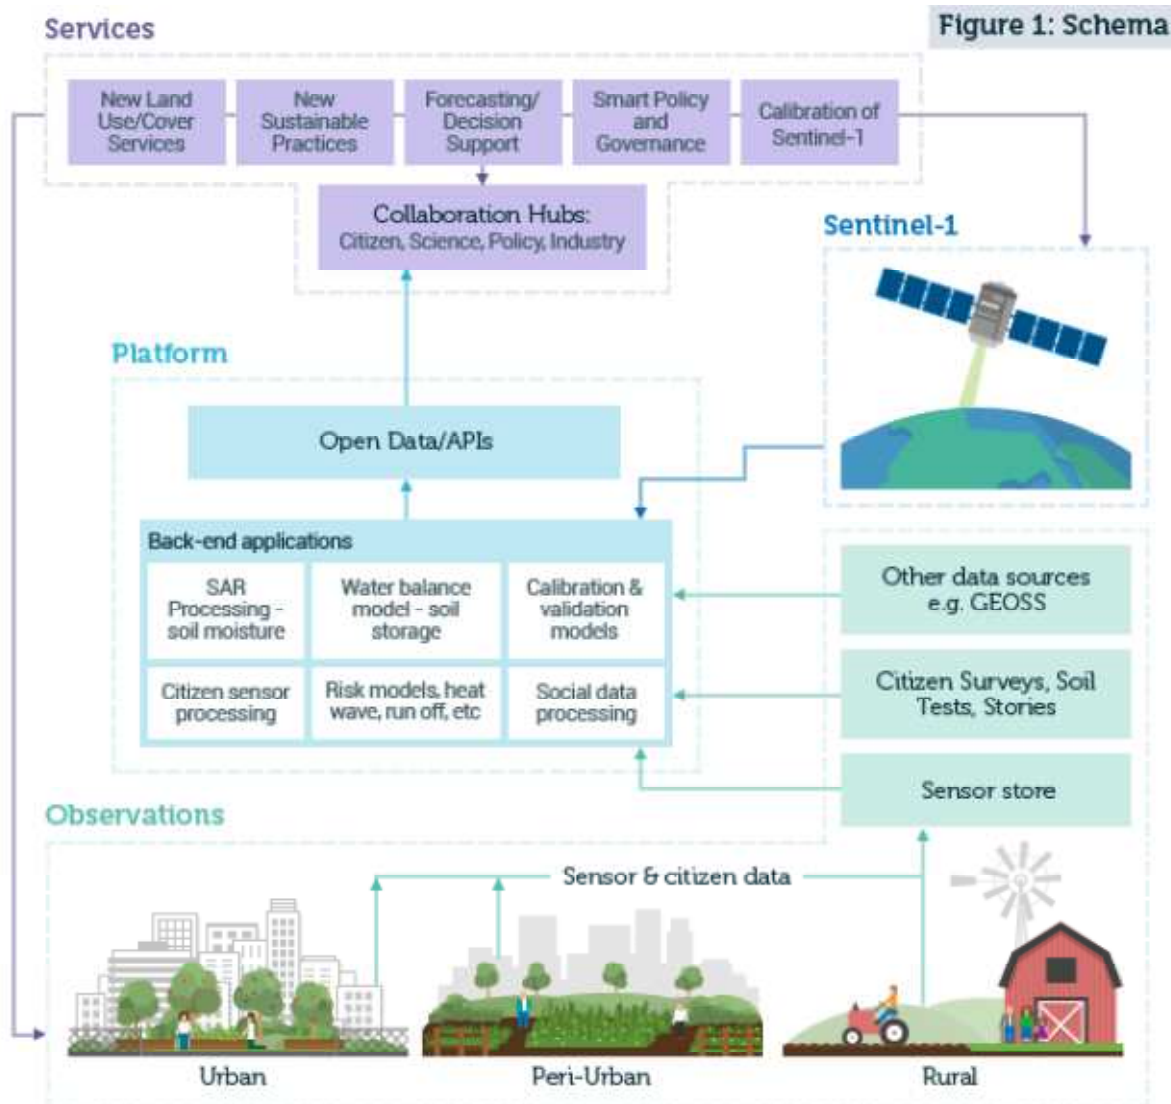 Services
Figure 1: Schema
New Land
Use/Cover
Services
New
Sustainable
Practices
Forecasting/
Decision
Support
Smart Policy
and
Governance
Calibration of
Sentinel-1
Collaboration Hubs:
Citizen, Science, Policy, Industry
Sentinel-1
Platform
Open Data/APIs
Back-end applications
SAR
Processing -
soil moisture
Water balance
model - soil
storage
Calibration &
validation
models
Citizen sensor
processing
Risk models, heat
wave, run off, etc
Social data
processing
Other data sources
e.g. GEOSS
Citizen Surveys, Soil
Tests, Stories
Sensor store
Observations
Sensor & citizen data
Urban
Peri-Urban
Rural